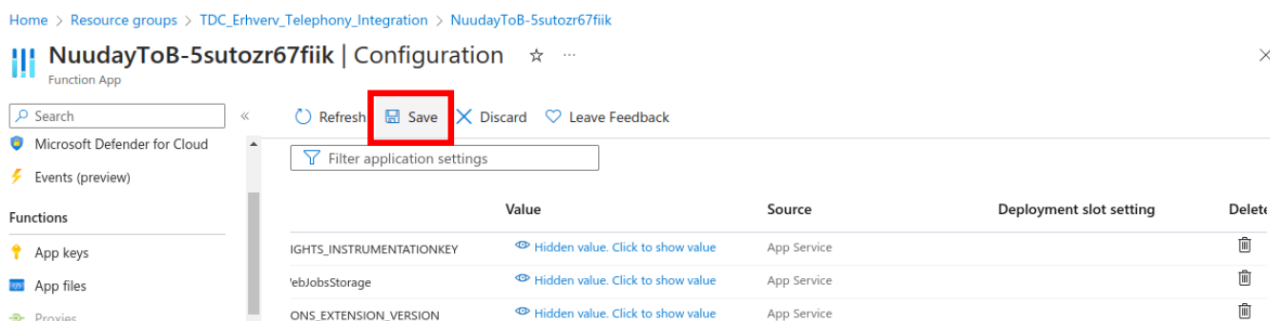 Home > Resource groups > TDC_Erhverv_Telephony_Integration > NuudayToB-5sutozr67fiik
NuudayToB-5sutozr67fiik | Configuration
Function App
Search
Refresh Save Discard Leave Feedback
Microsoft Defender for Cloud
Filter application settings
Events (preview)
Value Source Deployment slot setting Delete
Functions
IGHTS_INSTRUMENTATIONKEY Hidden value. Click to show value App Service
App keys
'ebJobsStorage Hidden value. Click to show value App Service
App files
ONS_EXTENSION_VERSION Hidden value. Click to show value App Service
Proxies